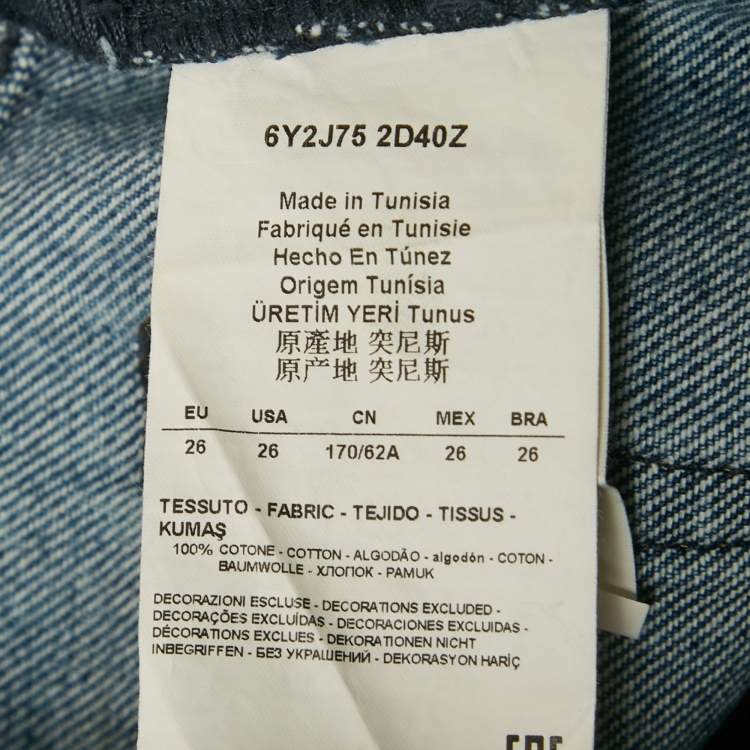 6Y2J75 2D40Z
Made in Tunisia
Fabriqué en Tunisie
Hecho En Túnez
Origem Tunísia
ÜRETİM YERİ Tunus
原產地 突尼斯
原产地 突尼斯
EU USA CN MEX BRA
26 26 170/62A 26 26
TESSUTO - FABRIC - TEJIDO - TISSUS -
KUMAŞ
100% COTONE - COTTON - ALGODÃO - algodón - COTON -
BAUMWOLLE - ХЛОПОК - PAMUK
DECORAZIONI ESCLUSE - DECORATIONS EXCLUDED -
DECORAÇÕES EXCLUÍDAS - DECORACIONES EXCLUIDAS -
DÉCORATIONS EXCLUES - DEKORATIONEN NICHT
INBEGRIFFEN - БЕЗ УКРАШЕНИЙ - DEKORASYON HARİÇ